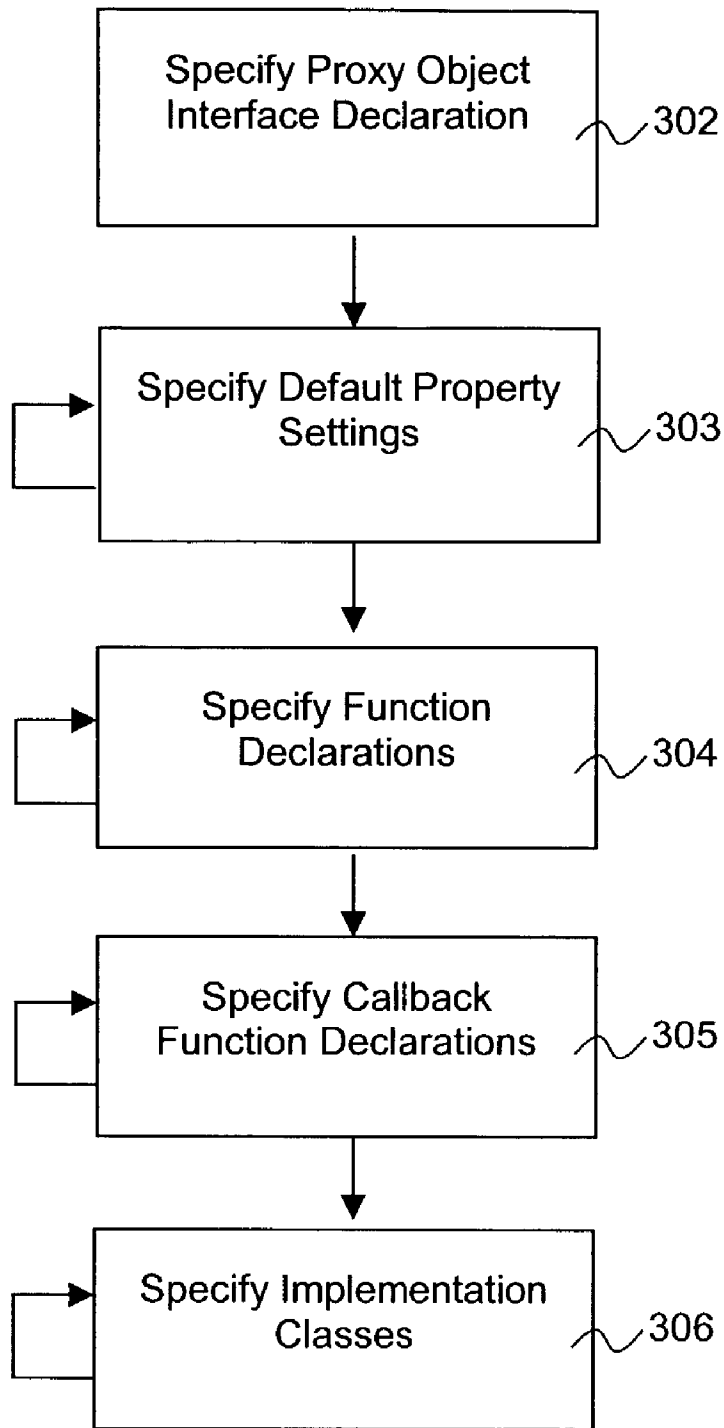 Specify Proxy Object
Interface Declaration
302
Specify Default Property
Settings
303
Specify Function
Declarations
304
Specify Callback
Function Declarations
305
Specify Implementation
Classes
306